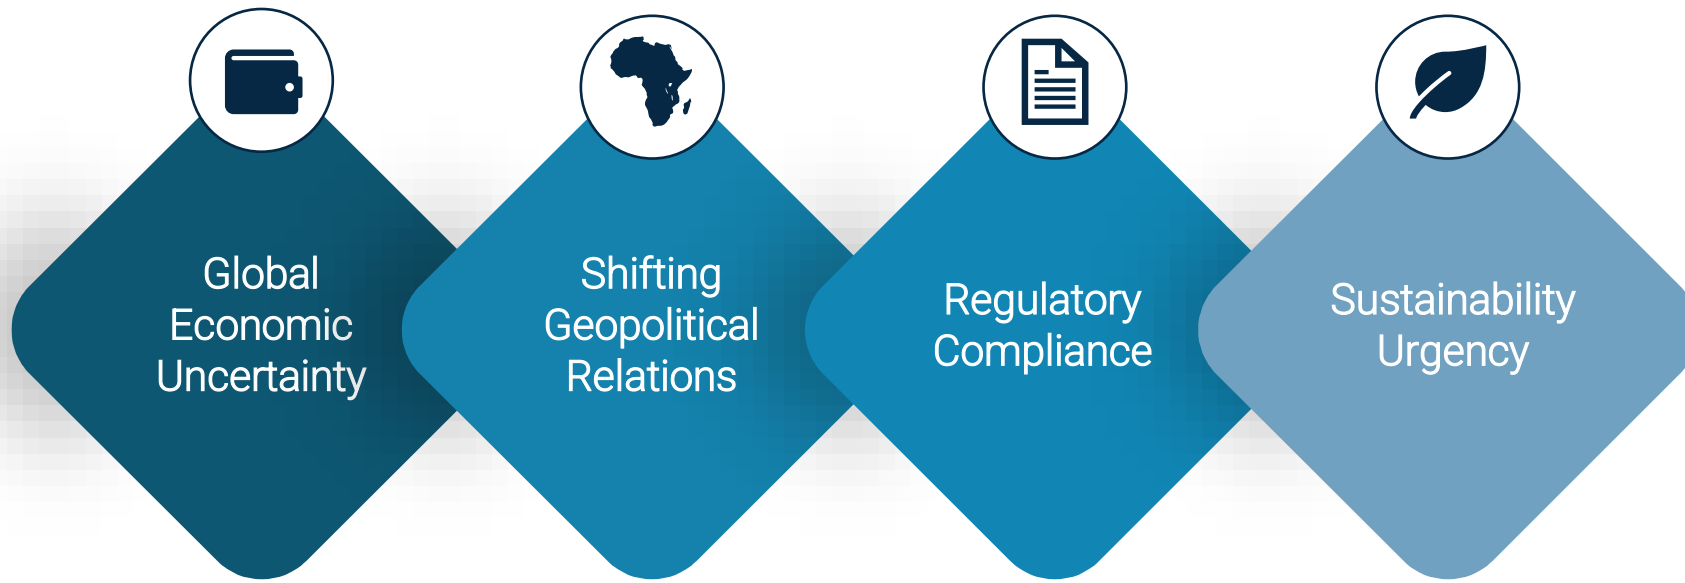 Global
Economic
Uncertainty
Shifting
Geopolitical
Relations
Regulatory
Compliance
Sustainability
Urgency